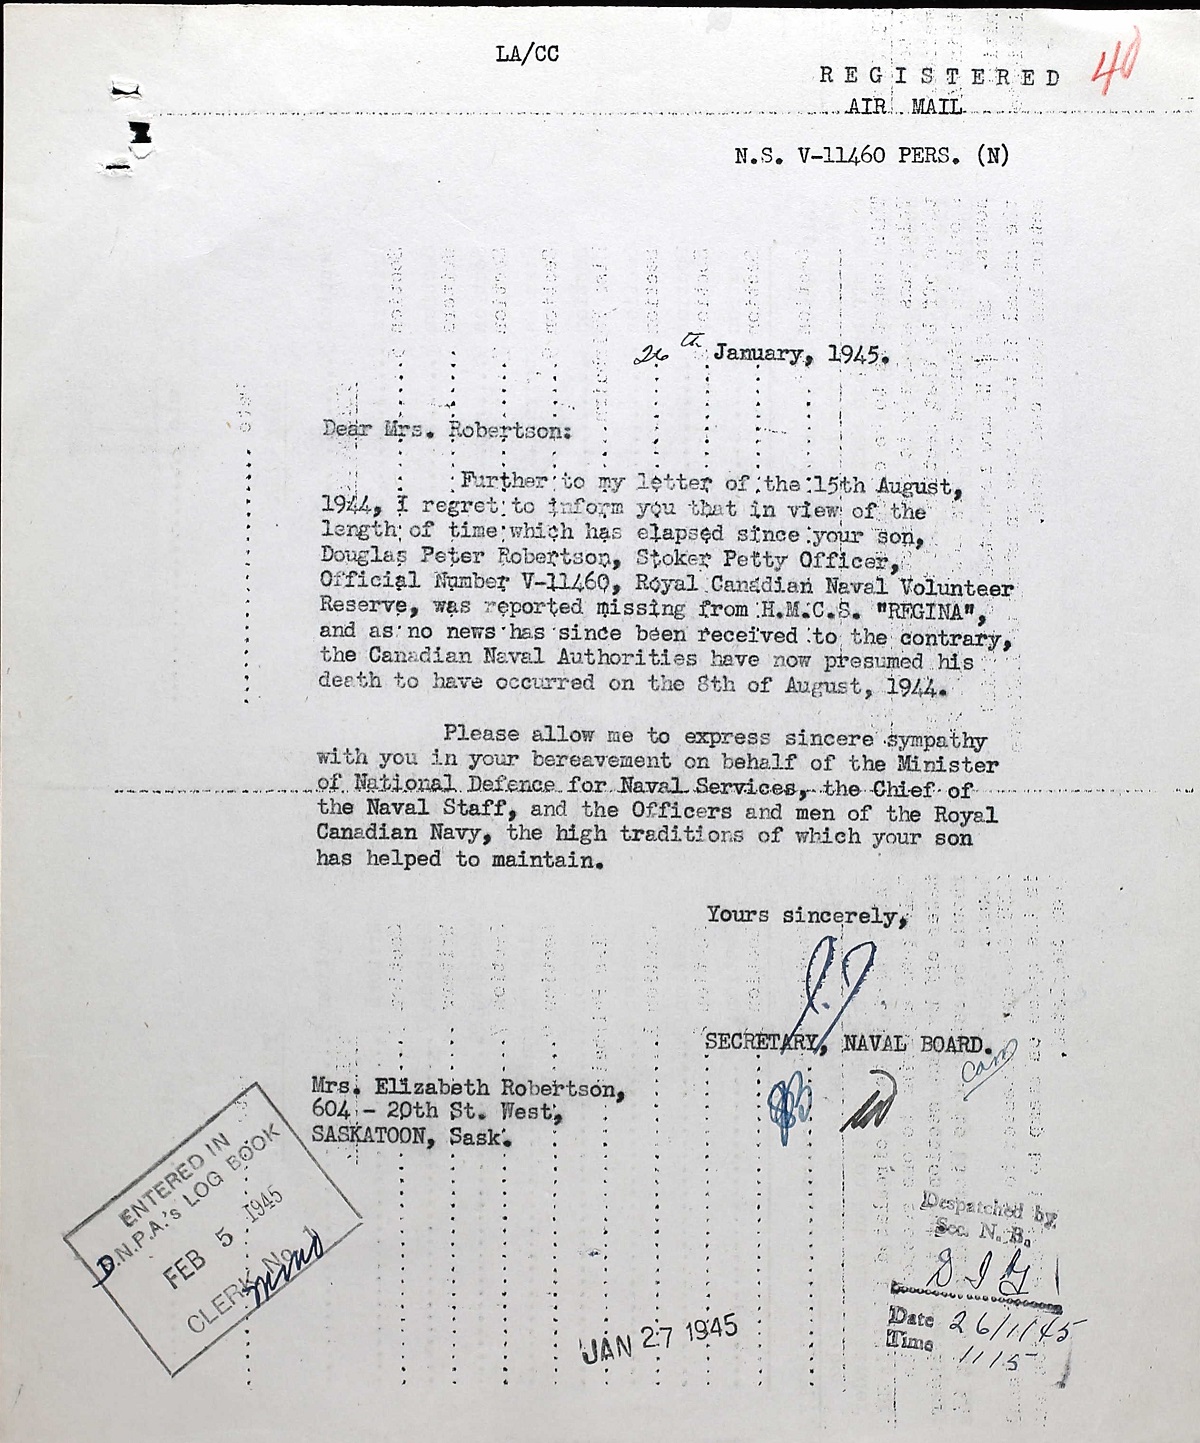 LA/CC
REGISTERED
40
AIR MAIL
N.S. V-11460 PERS. (N)
26th January, 1945.
Dear Mrs. Robertson:
Further to my letter of the 15th August,
1944, I regret to inform you that in view of the
length of time which has elapsed since your son,
Douglas Peter Robertson, Stoker Petty Officer,
Official Number V-11460, Royal Canadian Naval Volunteer
Reserve, was reported missing from H.M.C.S. "REGINA",
and as no news has since been received to the contrary,
the Canadian Naval Authorities have now presumed his
death to have occurred on the 8th of August, 1944.
Please allow me to express sincere sympathy
with you in your bereavement on behalf of the Minister
of National Defence for Naval Services, the Chief of
the Naval Staff, and the Officers and men of the Royal
Canadian Navy, the high traditions of which your son
has helped to maintain.
Yours sincerely,
SECRETARY, NAVAL BOARD.
Mrs. Elizabeth Robertson,
604 - 20th St. West,
SASKATOON, Sask.
ENTERED IN
D.N.P.A.'s LOG BOOK
FEB 5 1945
CLERK No.
Despatched by
Sec. N. B.
Date 26/1/45
Time 1115
JAN 27 1945